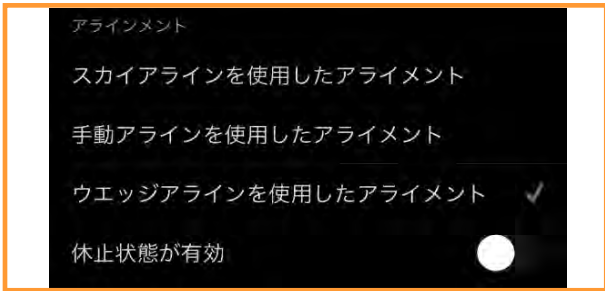 アラインメント
スカイアラインを使用したアライメント
手動アラインを使用したアライメント
ウエッジアラインを使用したアライメント
休止状態が有効